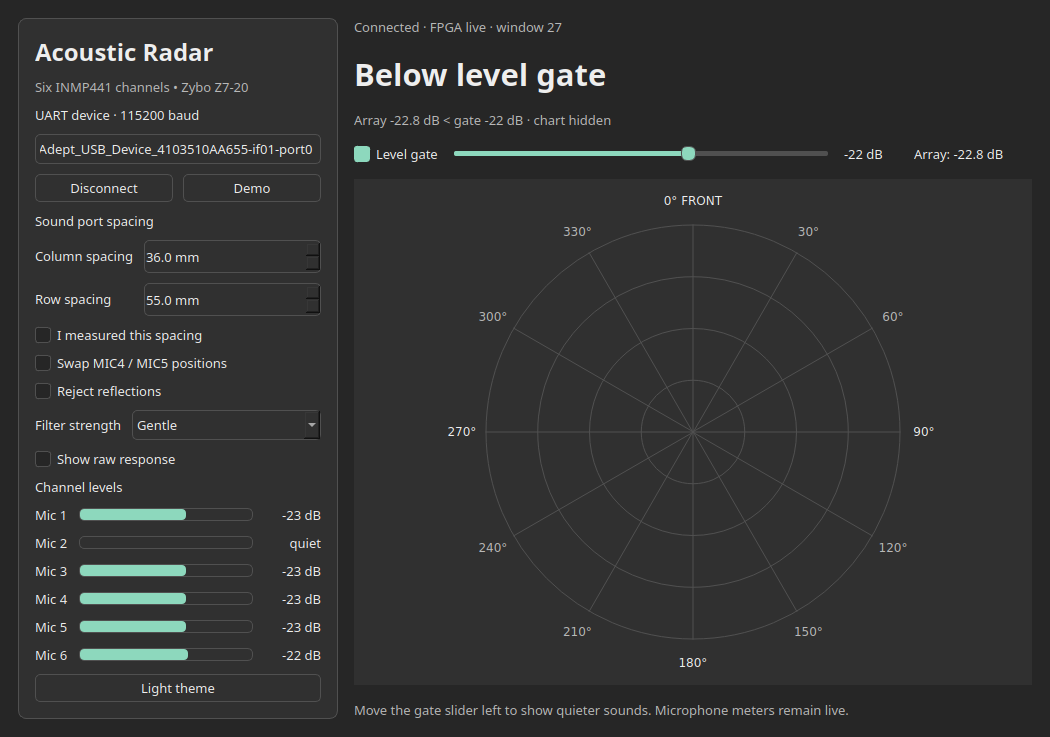 Acoustic Radar
Six INMP441 channels • Zybo Z7-20
UART device · 115200 baud
Adept_USB_Device_4103510AA655-if01-port0
Disconnect
Demo
Sound port spacing
Column spacing 36.0 mm
Row spacing 55.0 mm
I measured this spacing
Swap MIC4 / MIC5 positions
Reject reflections
Filter strength Gentle
Show raw response
Channel levels
Mic 1 -23 dB
Mic 2 quiet
Mic 3 -23 dB
Mic 4 -23 dB
Mic 5 -23 dB
Mic 6 -22 dB
Light theme
Connected · FPGA live · window 27
Below level gate
Array -22.8 dB < gate -22 dB · chart hidden
Level gate -22 dB Array: -22.8 dB
0° FRONT
330° 30°
300° 60°
270° 90°
240° 120°
210° 150°
180°
Move the gate slider left to show quieter sounds. Microphone meters remain live.